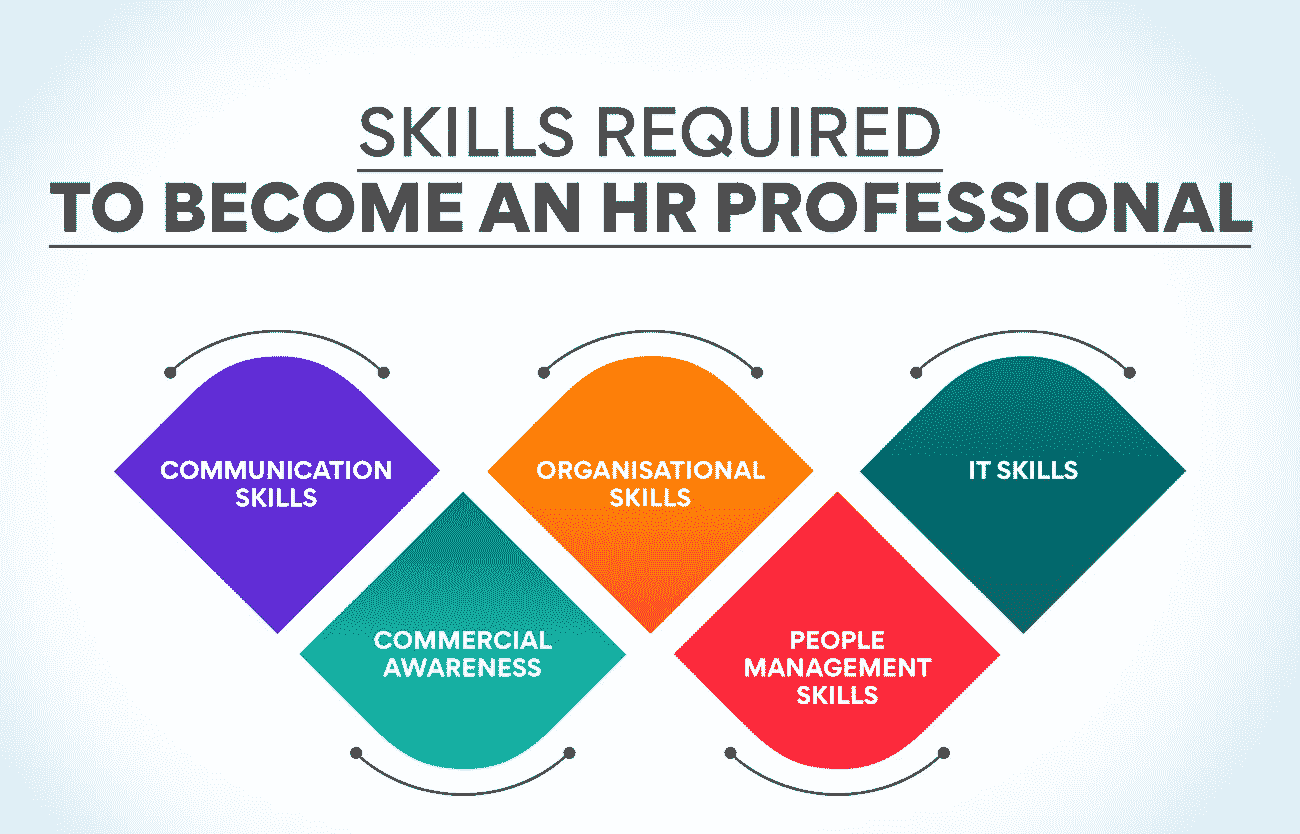 SKILLS REQUIRED
TO BECOME AN HR PROFESSIONAL
COMMUNICATION
SKILLS
COMMERCIAL
AWARENESS
ORGANISATIONAL
SKILLS
PEOPLE
MANAGEMENT
SKILLS
IT SKILLS